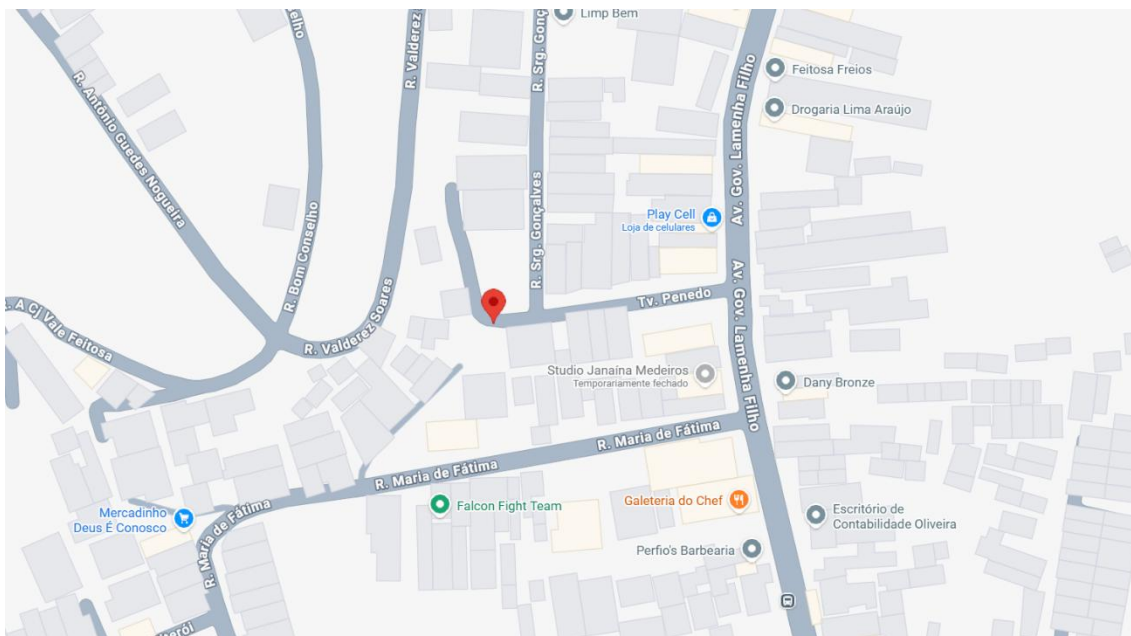 Limp Bem
R. Antônio Guedes Nogueira
elho
R. Valderez
R. Srg. Gonç
Av. Gov. Lamenha Filho
Feitosa Freios
Drogaria Lima Araújo
R. Bom Conselho
R. Srg. Gonçalves
Play Cell
Loja de celulares
Av. Gov. Lamenha Filho
Tv. Penedo
. A Cj Vale Feitosa
R. Valderez Soares
Studio Janaína Medeiros
Temporariamente fechado
Dany Bronze
R. Maria de Fátima
R. Maria de Fátima
Mercadinho
Deus É Conosco
R. Maria de Fátima
Falcon Fight Team
Galeteria do Chef
Escritório de
Contabilidade Oliveira
Perfio's Barbearia
iterói